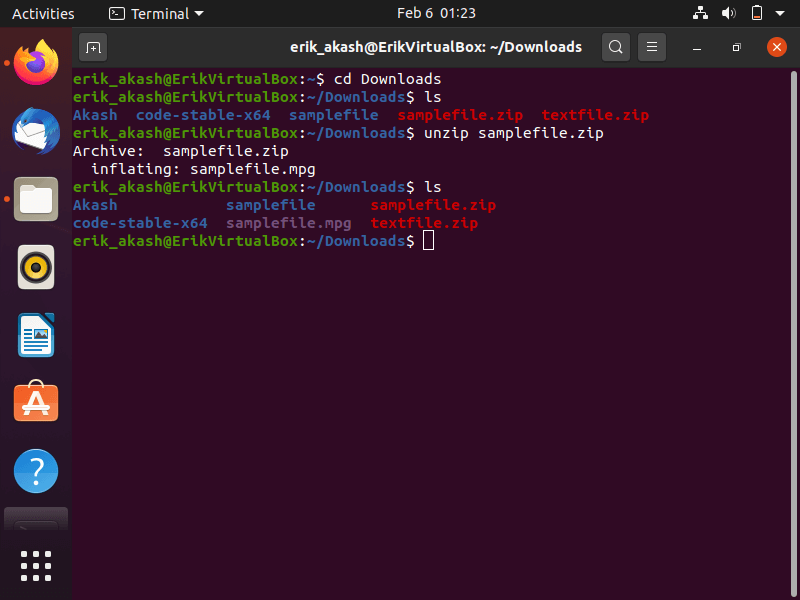 Activities Terminal Feb 6 01:23
erik_akash@ErikVirtualBox: ~/Downloads
erik_akash@ErikVirtualBox:~$ cd Downloads
erik_akash@ErikVirtualBox:~/Downloads$ ls
Akash code-stable-x64 samplefile samplefile.zip textfile.zip
erik_akash@ErikVirtualBox:~/Downloads$ unzip samplefile.zip
Archive:  samplefile.zip
  inflating: samplefile.mpg
erik_akash@ErikVirtualBox:~/Downloads$ ls
Akash samplefile samplefile.zip
code-stable-x64 samplefile.mpg textfile.zip
erik_akash@ErikVirtualBox:~/Downloads$